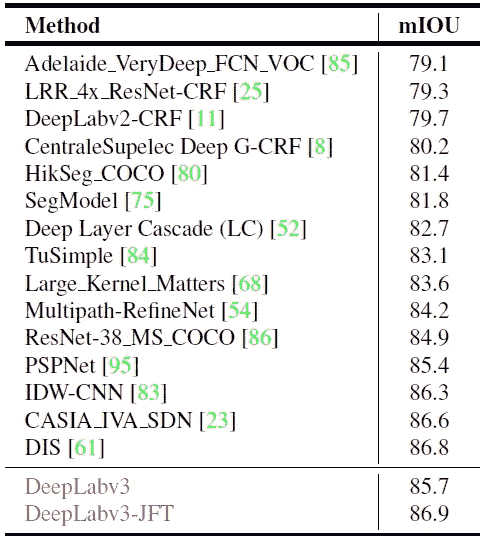 Method mIOU
Adelaide_VeryDeep_FCN_VOC [85] 79.1
LRR_4x_ResNet-CRF [25] 79.3
DeepLabv2-CRF [11] 79.7
CentraleSupelec Deep G-CRF [8] 80.2
HikSeg_COCO [80] 81.4
SegModel [75] 81.8
Deep Layer Cascade (LC) [52] 82.7
TuSimple [84] 83.1
Large_Kernel_Matters [68] 83.6
Multipath-RefineNet [54] 84.2
ResNet-38_MS_COCO [86] 84.9
PSPNet [95] 85.4
IDW-CNN [83] 86.3
CASIA_IVA_SDN [23] 86.6
DIS [61] 86.8
DeepLabv3 85.7
DeepLabv3-JFT 86.9